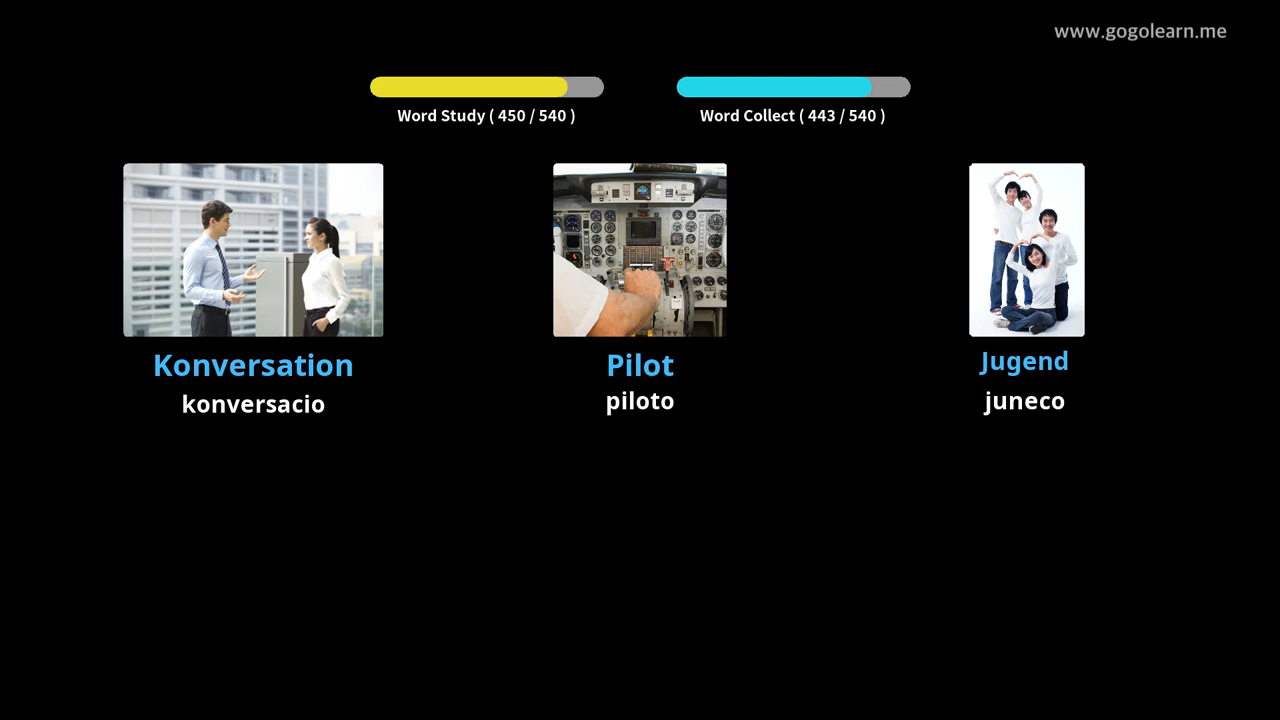 www.gogolearn.me
Word Study ( 450 / 540 )
Word Collect ( 443 / 540 )
Konversation
konversacio
Pilot
piloto
Jugend
juneco